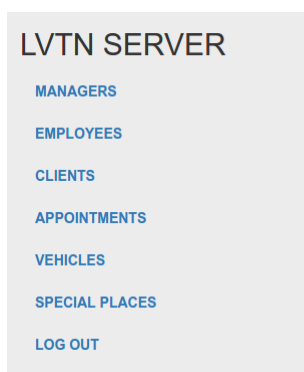 LVTN SERVER
MANAGERS
EMPLOYEES
CLIENTS
APPOINTMENTS
VEHICLES
SPECIAL PLACES
LOG OUT